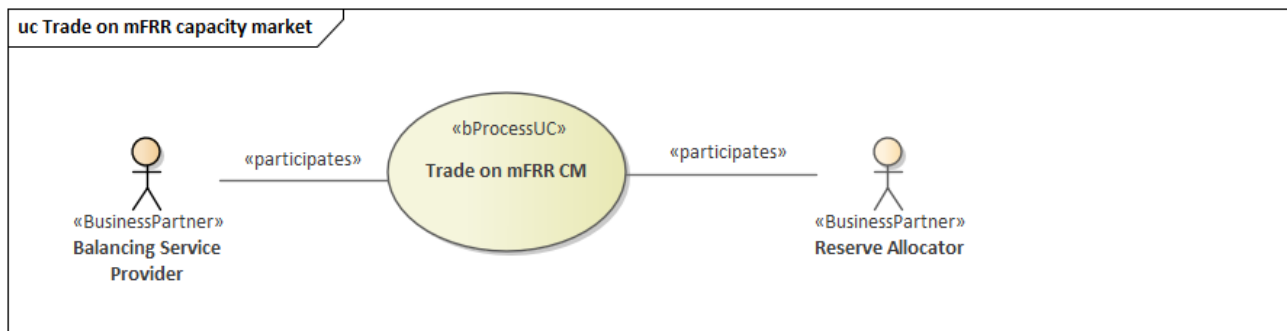 uc Trade on mFRR capacity market
«bProcessUC»
Trade on mFRR CM
«participates»
«participates»
«BusinessPartner»
Balancing Service
Provider
«BusinessPartner»
Reserve Allocator